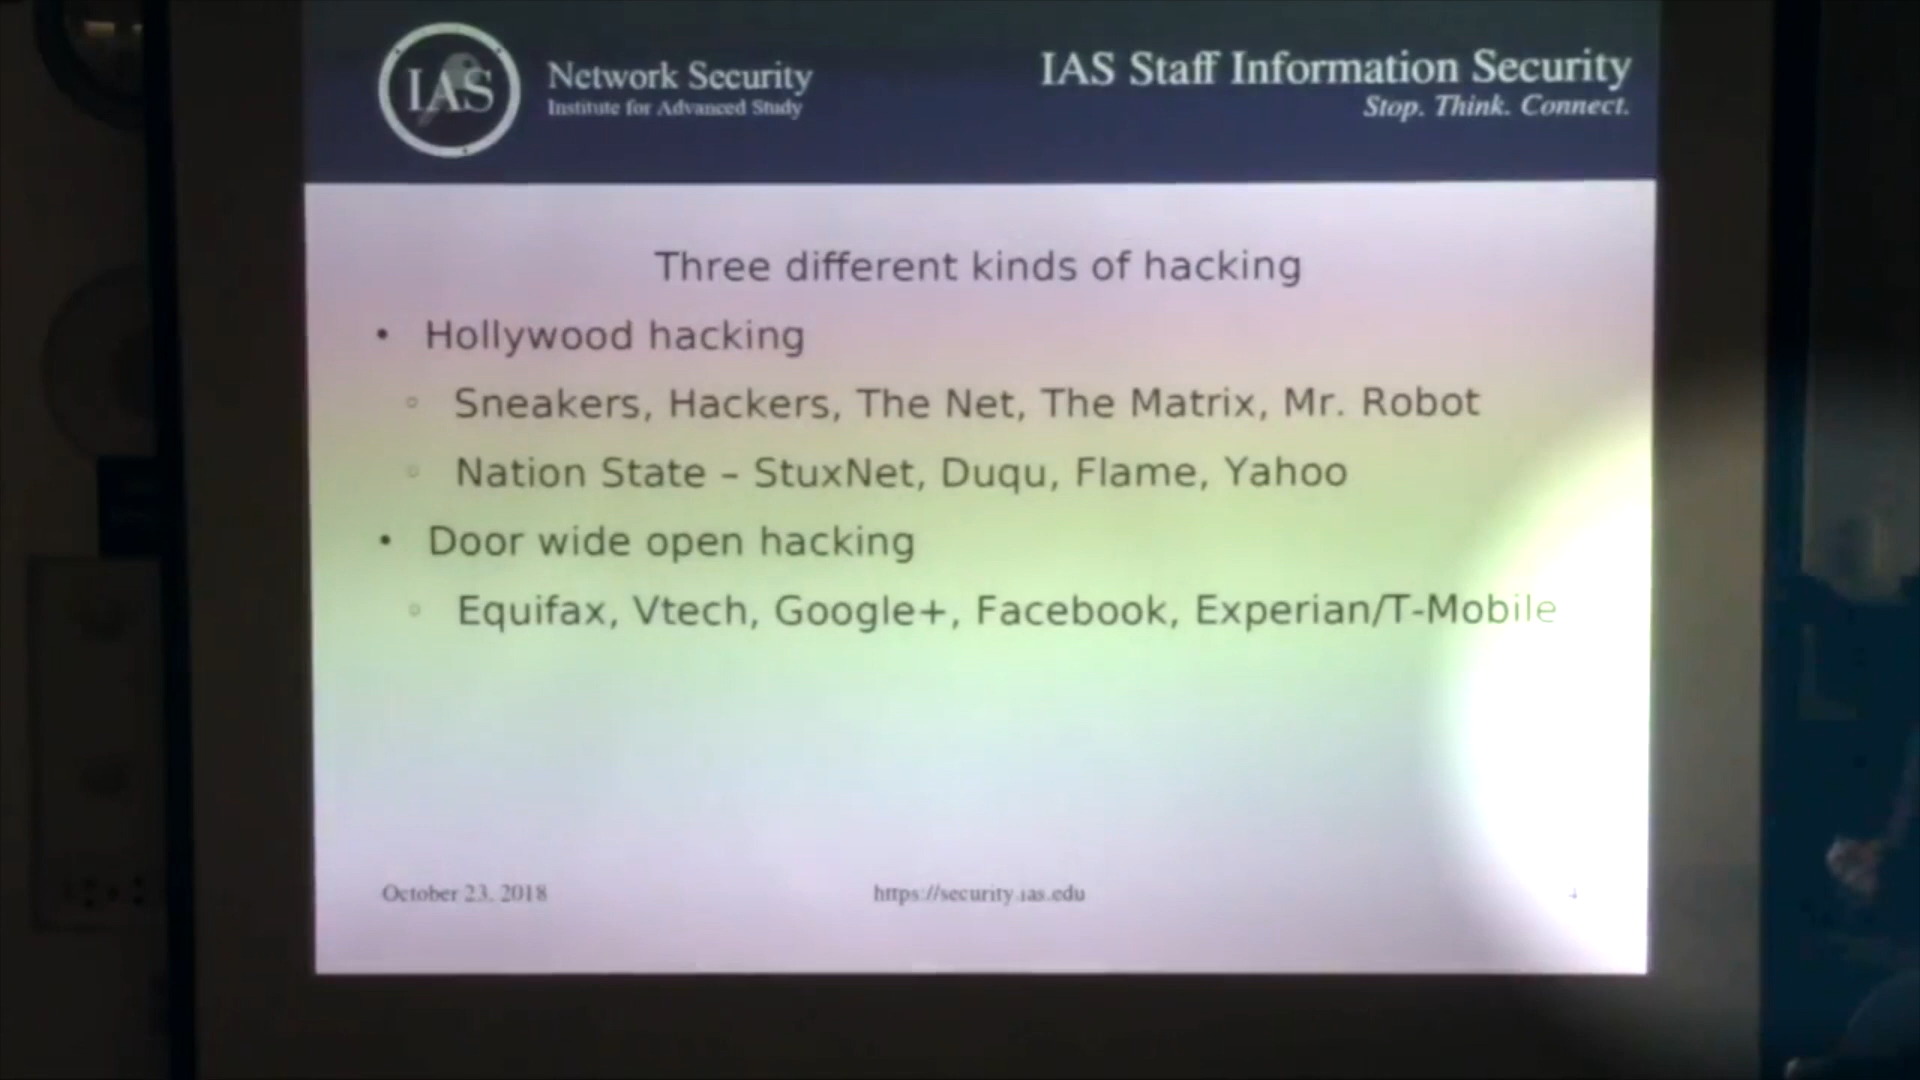 IAS
Network Security
Institute for Advanced Study
IAS Staff Information Security
Stop. Think. Connect.
Three different kinds of hacking
• Hollywood hacking
◦ Sneakers, Hackers, The Net, The Matrix, Mr. Robot
◦ Nation State – StuxNet, Duqu, Flame, Yahoo
• Door wide open hacking
◦ Equifax, Vtech, Google+, Facebook, Experian/T-Mobile
October 23, 2018
https://security.ias.edu
4